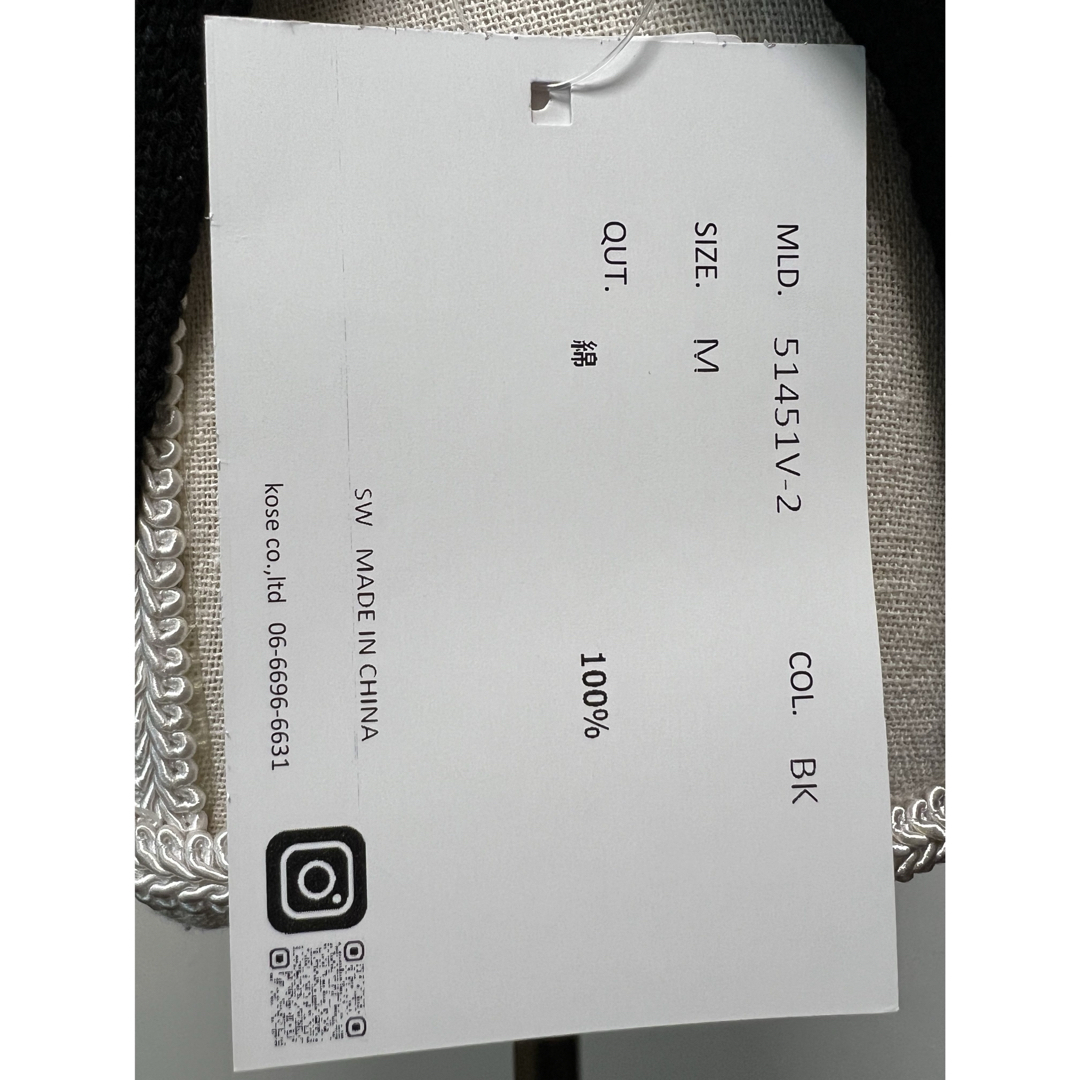 MLD. 51451V-2 COL. BK
SIZE. M
QUT.
綿 100%
SW MADE IN CHINA
kose co.,ltd 06-6696-6631